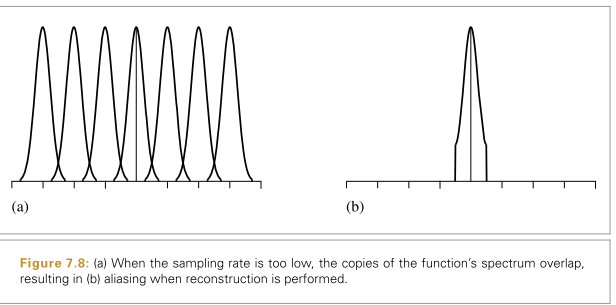 (a)
(b)
Figure 7.8: (a) When the sampling rate is too low, the copies of the function's spectrum overlap,
resulting in (b) aliasing when reconstruction is performed.